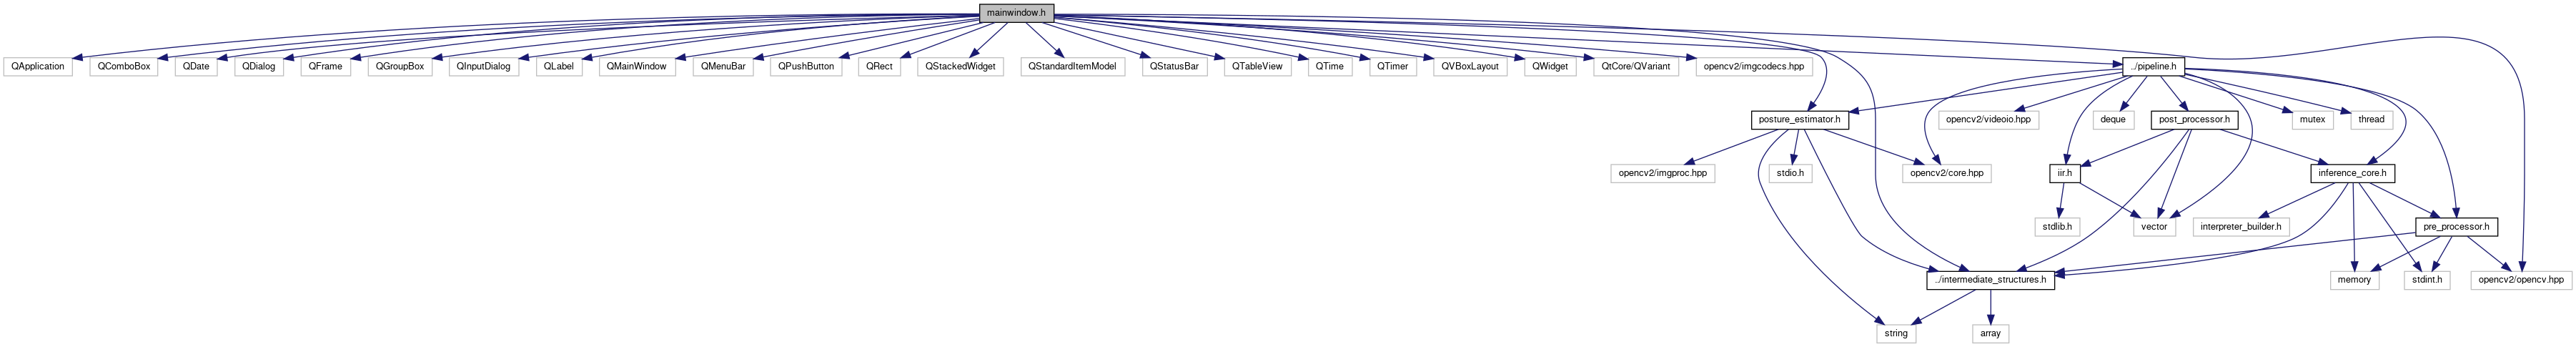 mainwindow.h
QApplication
QComboBox
QDate
QDialog
QFrame
QGroupBox
QInputDialog
QLabel
QMainWindow
QMenuBar
QPushButton
QRect
QStackedWidget
QStandardItemModel
QStatusBar
QTableView
QTime
QTimer
QVBoxLayout
QWidget
QtCore/QVariant
opencv2/imgcodecs.hpp
../pipeline.h
posture_estimator.h
opencv2/videoio.hpp
deque
post_processor.h
mutex
thread
opencv2/imgproc.hpp
stdio.h
opencv2/core.hpp
iir.h
inference_core.h
stdlib.h
vector
interpreter_builder.h
pre_processor.h
../intermediate_structures.h
memory
stdint.h
opencv2/opencv.hpp
string
array